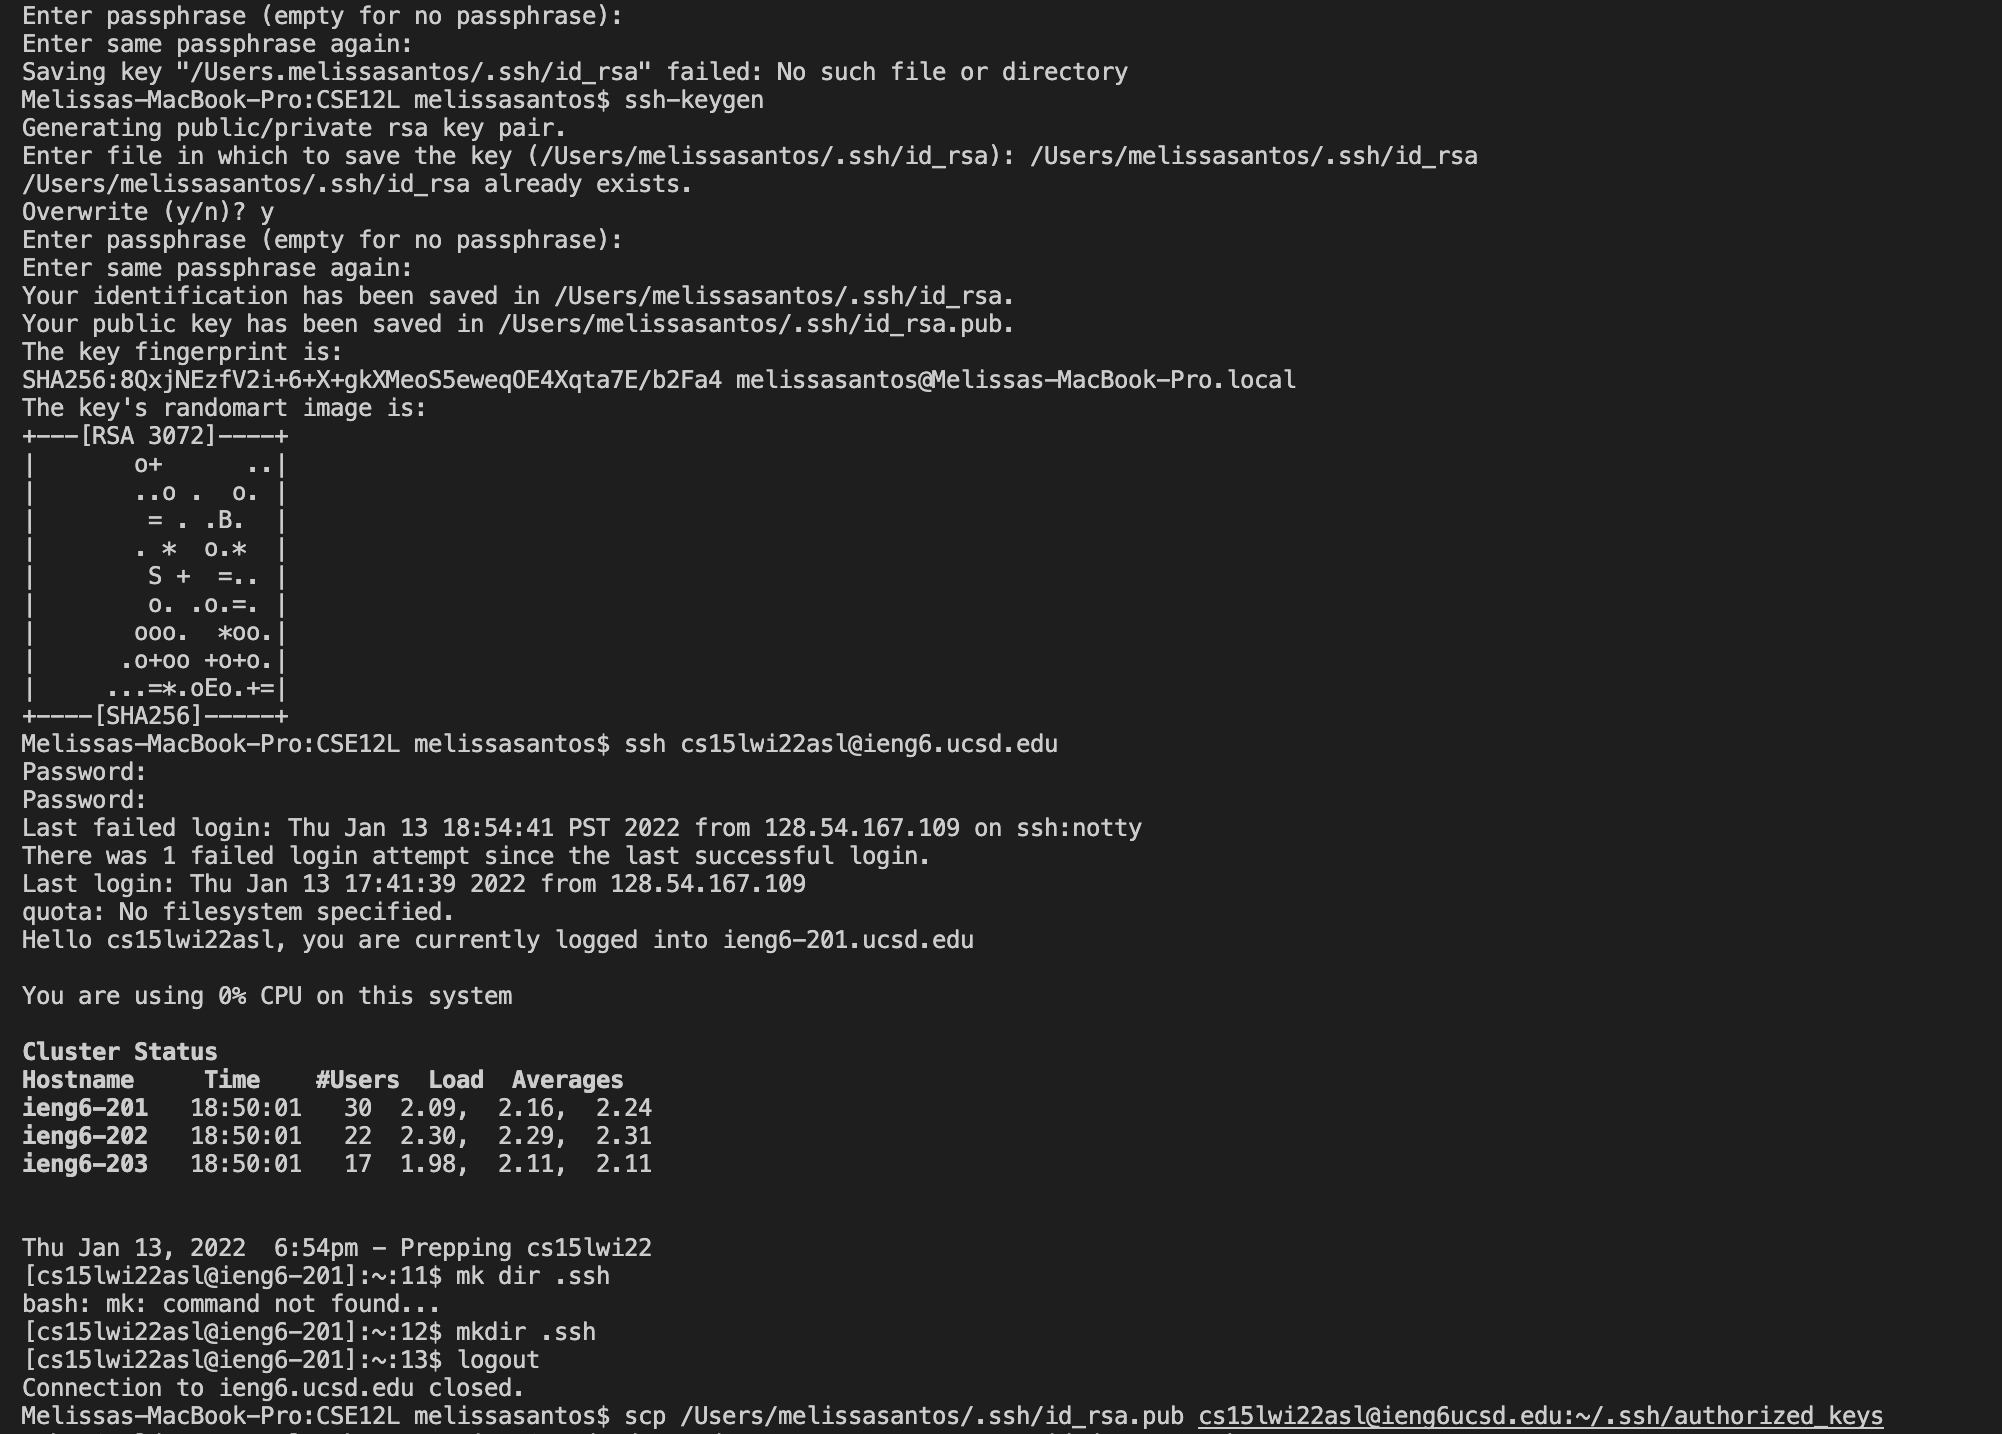 Enter passphrase (empty for no passphrase):
Enter same passphrase again:
Saving key "/Users.melissasantos/.ssh/id_rsa" failed: No such file or directory
Melissas-MacBook-Pro:CSE12L melissasantos$ ssh-keygen
Generating public/private rsa key pair.
Enter file in which to save the key (/Users/melissasantos/.ssh/id_rsa): /Users/melissasantos/.ssh/id_rsa
/Users/melissasantos/.ssh/id_rsa already exists.
Overwrite (y/n)? y
Enter passphrase (empty for no passphrase):
Enter same passphrase again:
Your identification has been saved in /Users/melissasantos/.ssh/id_rsa.
Your public key has been saved in /Users/melissasantos/.ssh/id_rsa.pub.
The key fingerprint is:
SHA256:8QxjNEzfV2i+6+X+gkXMeoS5eweqOE4Xqta7E/b2Fa4 melissasantos@Melissas-MacBook-Pro.local
The key's randomart image is:
+---[RSA 3072]----+
|       o+      ..|
|       ..o .  o. |
|        = . .B.  |
|       . *  o.*  |
|        S +  =.. |
|        o. .o.=. |
|       ooo.  *oo.|
|      .o+oo +o+o.|
|     ...=*.oEo.+=|
+----[SHA256]-----+
Melissas-MacBook-Pro:CSE12L melissasantos$ ssh cs15lwi22asl@ieng6.ucsd.edu
Password:
Password:
Last failed login: Thu Jan 13 18:54:41 PST 2022 from 128.54.167.109 on ssh:notty
There was 1 failed login attempt since the last successful login.
Last login: Thu Jan 13 17:41:39 2022 from 128.54.167.109
quota: No filesystem specified.
Hello cs15lwi22asl, you are currently logged into ieng6-201.ucsd.edu
You are using 0% CPU on this system
Cluster Status
Hostname     Time    #Users  Load  Averages
ieng6-201   18:50:01   30  2.09,  2.16,  2.24
ieng6-202   18:50:01   22  2.30,  2.29,  2.31
ieng6-203   18:50:01   17  1.98,  2.11,  2.11
Thu Jan 13, 2022  6:54pm - Prepping cs15lwi22
[cs15lwi22asl@ieng6-201]:~:11$ mk dir .ssh
bash: mk: command not found...
[cs15lwi22asl@ieng6-201]:~:12$ mkdir .ssh
[cs15lwi22asl@ieng6-201]:~:13$ logout
Connection to ieng6.ucsd.edu closed.
Melissas-MacBook-Pro:CSE12L melissasantos$ scp /Users/melissasantos/.ssh/id_rsa.pub cs15lwi22asl@ieng6ucsd.edu:~/.ssh/authorized_keys